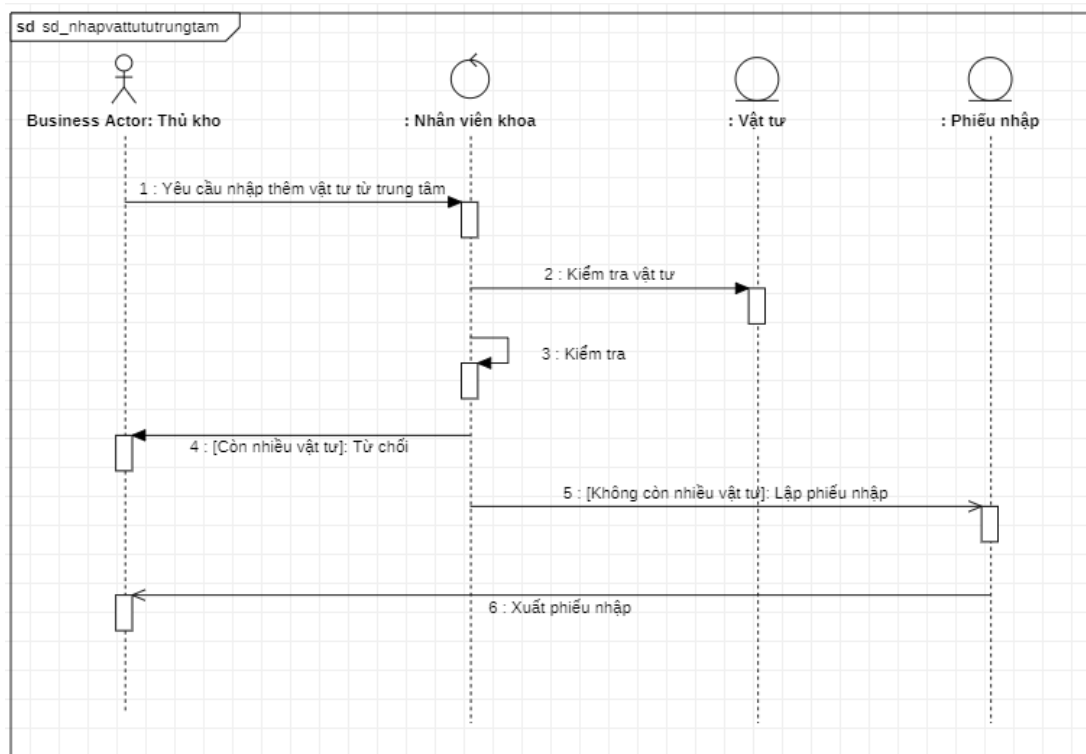 sd sd_nhapvattututrungtam
Business Actor: Thủ kho
: Nhân viên khoa
: Vật tư
: Phiếu nhập
1 : Yêu cầu nhập thêm vật tư từ trung tâm
2 : Kiểm tra vật tư
3 : Kiểm tra
4 : [Còn nhiều vật tư]: Từ chối
5 : [Không còn nhiều vật tư]: Lập phiếu nhập
6 : Xuất phiếu nhập